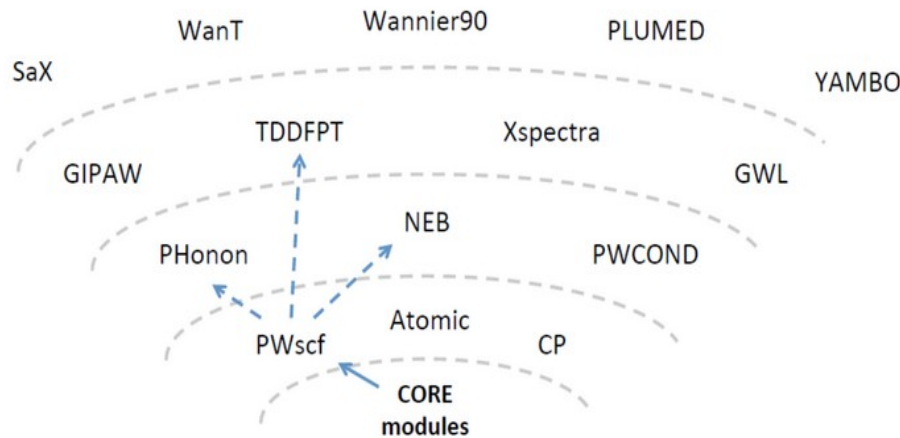 Wannier90
WanT
PLUMED
SaX
YAMBO
TDDFPT
Xspectra
GIPAW
GWL
NEB
PHonon
PWCOND
Atomic
PWscf
CP
CORE
modules